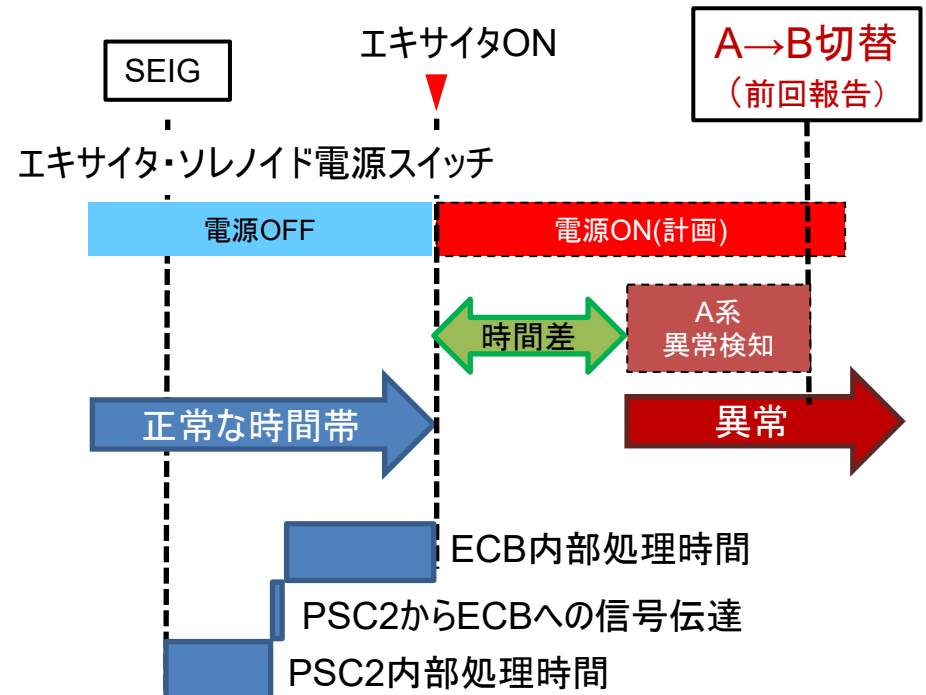 SEIG
エキサイタON
A→B切替
（前回報告）
エキサイタ・ソレノイド電源スイッチ
電源OFF
電源ON(計画)
時間差
A系
異常検知
正常な時間帯
異常
ECB内部処理時間
PSC2からECBへの信号伝達
PSC2内部処理時間